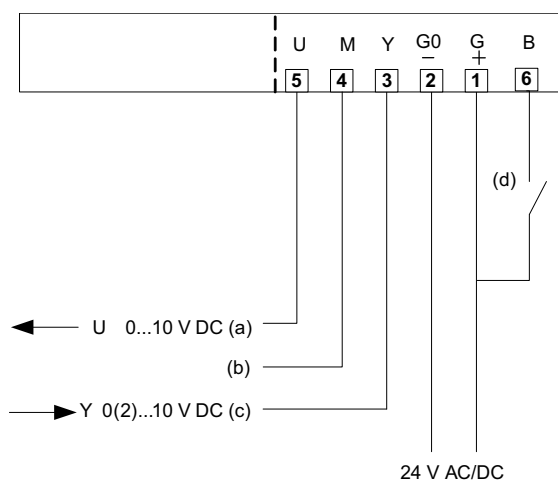 U M Y G0 G B
− +
5 4 3 2 1 6
(d)
U 0...10 V DC (a)
(b)
Y 0(2)...10 V DC (c)
24 V AC/DC